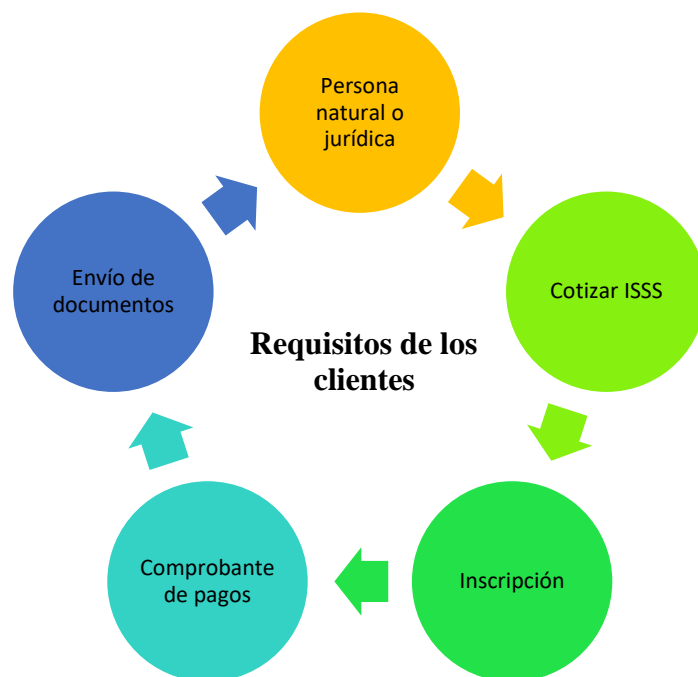 Persona
natural o
jurídica
Cotizar ISSS
Inscripción
Comprobante
de pagos
Envío de
documentos
Requisitos de los
clientes